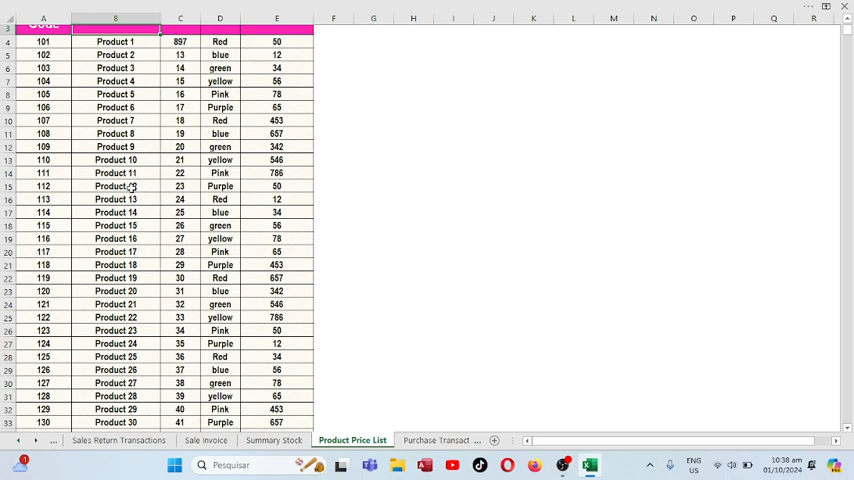 A B C D E F G H I J K L M N O P Q R
3 Code
4 101 Product 1 897 Red 50
5 102 Product 2 13 blue 12
6 103 Product 3 14 green 34
7 104 Product 4 15 yellow 56
8 105 Product 5 16 Pink 78
9 106 Product 6 17 Purple 65
10 107 Product 7 18 Red 453
11 108 Product 8 19 blue 657
12 109 Product 9 20 green 342
13 110 Product 10 21 yellow 546
14 111 Product 11 22 Pink 786
15 112 23 Purple 50
16 113 Product 13 24 Red 12
17 114 Product 14 25 blue 34
18 115 Product 15 26 green 56
19 116 Product 16 27 yellow 78
20 117 Product 17 28 Pink 65
21 118 Product 18 29 Purple 453
22 119 Product 19 30 Red 657
23 120 Product 20 31 blue 342
24 121 Product 21 32 green 546
25 122 Product 22 33 yellow 786
26 123 Product 23 34 Pink 50
27 124 Product 24 35 Purple 12
28 125 Product 25 36 Red 34
29 126 Product 26 37 blue 56
30 127 Product 27 38 green 78
31 128 Product 28 39 yellow 65
32 129 Product 29 40 Pink 453
33 130 Product 30 41 Purple 657
... Sales Return Transactions Sale Invoice Summary Stock Product Price List Purchase Transact ...
1 Pesquisar ENG US 10:38 am 01/10/2024